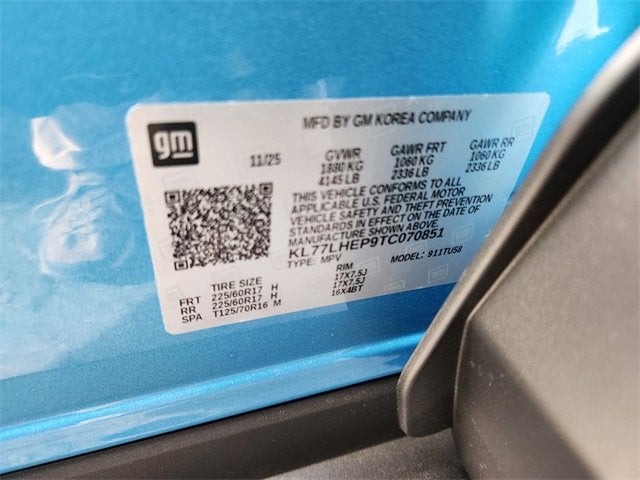 gm
MFD BY GM KOREA COMPANY
11/25
GVWR GAWR FRT GAWR RR
1880 KG 1060 KG 1060 KG
4145 LB 2336 LB 2336 LB
THIS VEHICLE CONFORMS TO ALL
APPLICABLE U.S. FEDERAL MOTOR
VEHICLE SAFETY AND THEFT PREVENTION
STANDARDS IN EFFECT ON THE DATE OF
MANUFACTURE SHOWN ABOVE.
KL77LHEP9TC070851
TYPE: MPV MODEL: 911TU58
TIRE SIZE RIM
FRT 225/60R17 H 17X7.5J
RR 225/60R17 H 17X7.5J
SPA T125/70R16 M 16X4BT